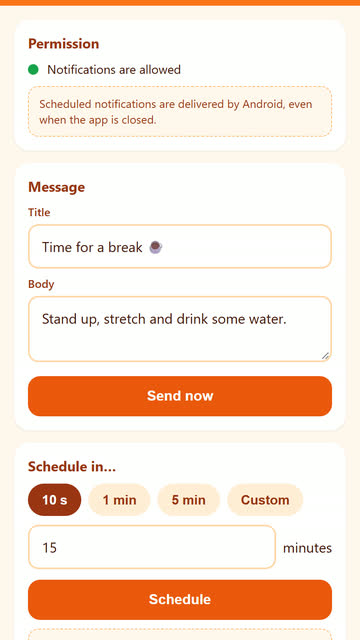 Permission
Notifications are allowed
Scheduled notifications are delivered by Android, even
when the app is closed.
Message
Title
Time for a break
Body
Stand up, stretch and drink some water.
Send now
Schedule in...
10 s
1 min
5 min
Custom
15
minutes
Schedule